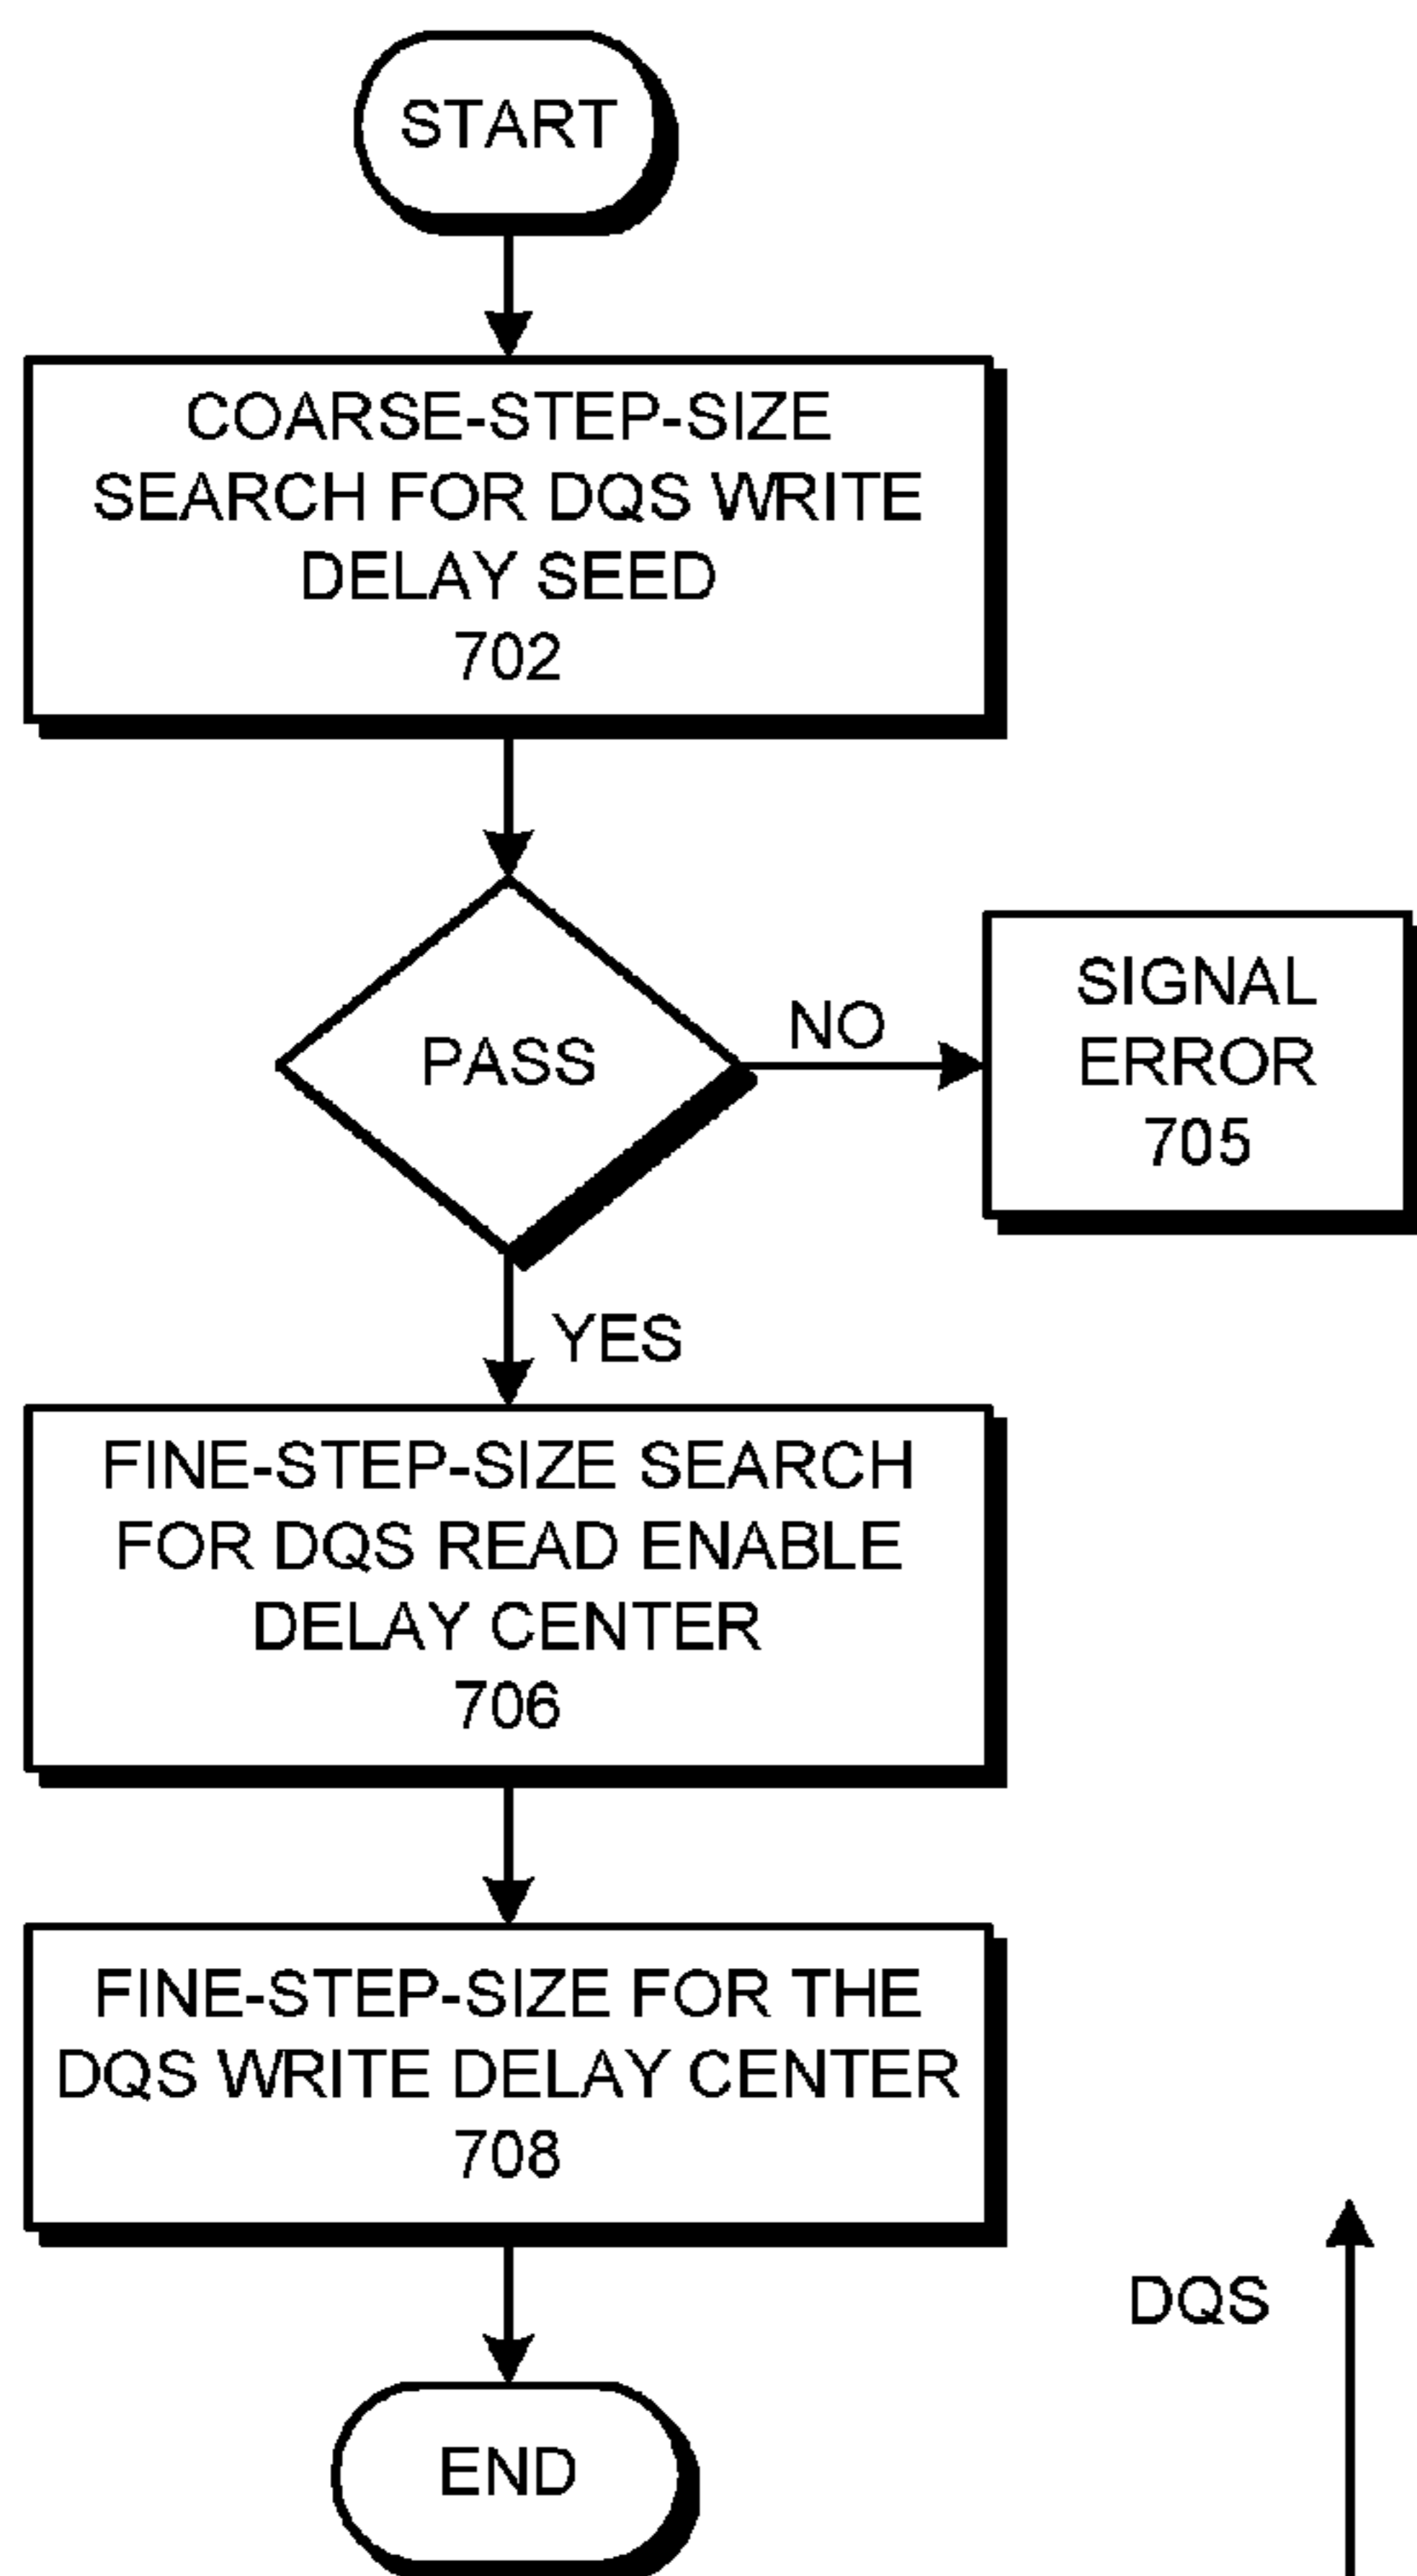 START
COARSE-STEP-SIZE
SEARCH FOR DQS WRITE
DELAY SEED
702
PASS
NO
SIGNAL
ERROR
705
YES
FINE-STEP-SIZE SEARCH
FOR DQS READ ENABLE
DELAY CENTER
706
FINE-STEP-SIZE FOR THE
DQS WRITE DELAY CENTER
708
DQS
END